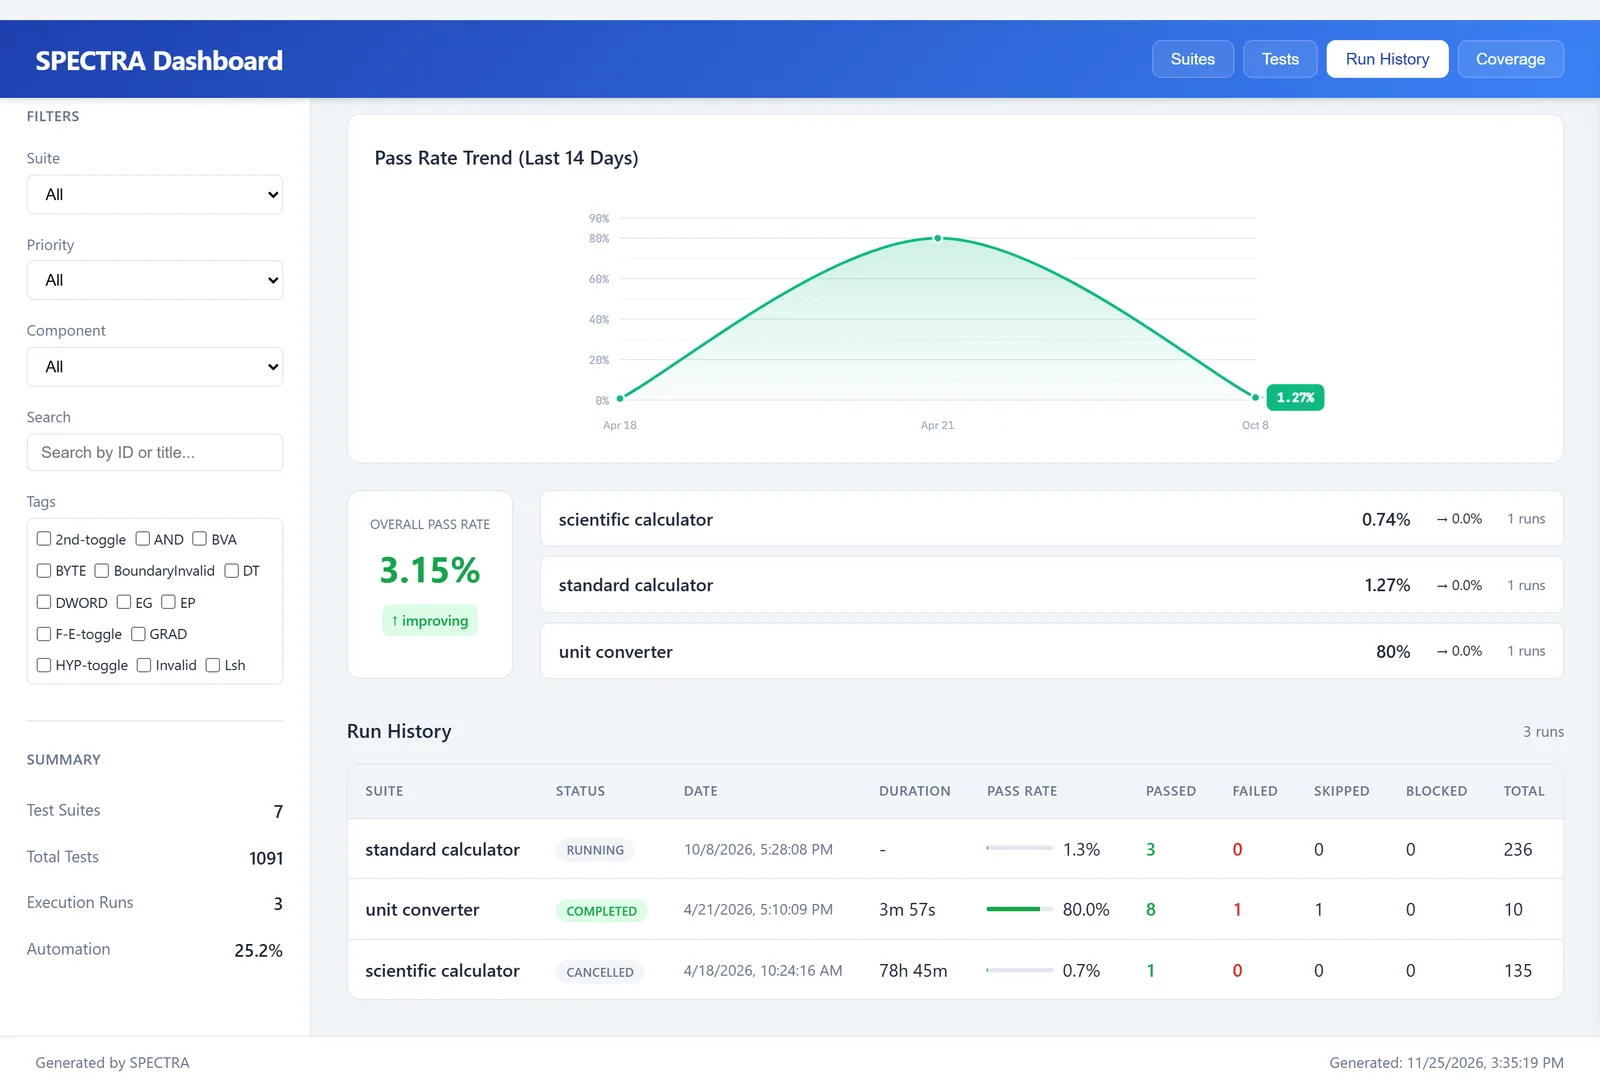 SPECTRA Dashboard
Suites Tests Run History Coverage
FILTERS
Suite
All
Priority
All
Component
All
Search
Search by ID or title...
Tags
2nd-toggle AND BVA
BYTE BoundaryInvalid DT
DWORD EG EP
F-E-toggle GRAD
HYP-toggle Invalid Lsh
SUMMARY
Test Suites 7
Total Tests 1091
Execution Runs 3
Automation 25.2%
Pass Rate Trend (Last 14 Days)
90%
80%
60%
40%
20%
0%
1.27%
Apr 18 Apr 21 Oct 8
OVERALL PASS RATE
3.15%
↑ improving
scientific calculator 0.74% → 0.0% 1 runs
standard calculator 1.27% → 0.0% 1 runs
unit converter 80% → 0.0% 1 runs
Run History 3 runs
SUITE STATUS DATE DURATION PASS RATE PASSED FAILED SKIPPED BLOCKED TOTAL
standard calculator RUNNING 10/8/2026, 5:28:08 PM - 1.3% 3 0 0 0 236
unit converter COMPLETED 4/21/2026, 5:10:09 PM 3m 57s 80.0% 8 1 1 0 10
scientific calculator CANCELLED 4/18/2026, 10:24:16 AM 78h 45m 0.7% 1 0 0 0 135
Generated by SPECTRA Generated: 11/25/2026, 3:35:19 PM